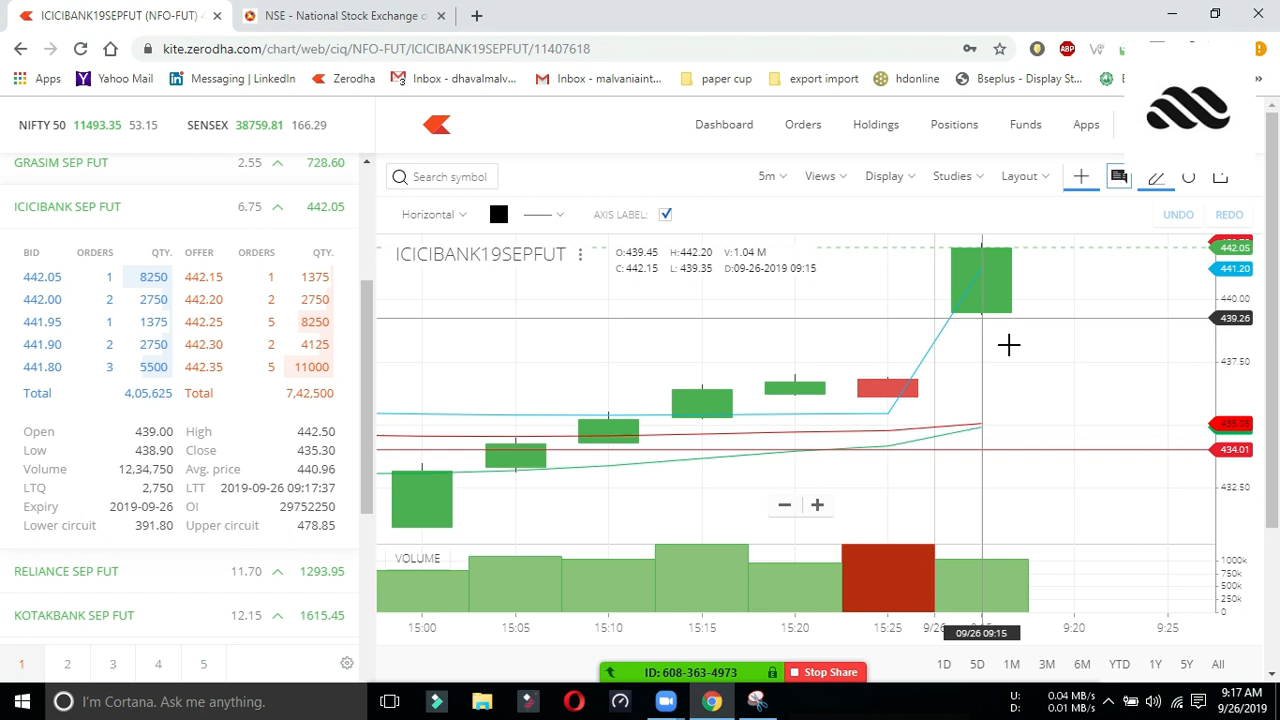 ICICIBANK19SEPFUT (NFO-FUT) 4
NSE - National Stock Exchange o
kite.zerodha.com/chart/web/ciq/NFO-FUT/ICICIBANK19SEPFUT/11407618
ABP
Apps Yahoo Mail Messaging | LinkedIn Zerodha Inbox - dhavalmalv... Inbox - malvaniaint... paper cup export import hdonline Bseplus - Display St...
NIFTY 50 11493.35 53.15 SENSEX 38759.81 166.29
Dashboard Orders Holdings Positions Funds Apps
GRASIM SEP FUT 2.55 728.60
ICICIBANK SEP FUT 6.75 442.05
BID ORDERS QTY. OFFER ORDERS QTY.
442.05 1 8250 442.15 1 1375
442.00 2 2750 442.20 2 2750
441.95 1 1375 442.25 5 8250
441.90 2 2750 442.30 2 4125
441.80 3 5500 442.35 5 11000
Total 4,05,625 Total 7,42,500
Open 439.00 High 442.50
Low 438.90 Close 435.30
Volume 12,34,750 Avg. price 440.96
LTQ 2,750 LTT 2019-09-26 09:17:37
Expiry 2019-09-26 OI 29752250
Lower circuit 391.80 Upper circuit 478.85
RELIANCE SEP FUT 11.70 1293.95
KOTAKBANK SEP FUT 12.15 1615.45
1 2 3 4 5
Search symbol
5m Views Display Studies Layout
Horizontal AXIS LABEL: UNDO REDO
ICICIBANK19SEPFUT
O:439.45 H:442.20 V:1.04 M
C:442.15 L: 439.35 D:09-26-2019 09:15
442.05
441.20
440.00
439.26
437.50
434.01
432.50
VOLUME
1000k
750k
500k
250k
0
15:00 15:05 15:10 15:15 15:20 15:25 9/26 9:20 9:25
09/26 09:15
1D 5D 1M 3M 6M YTD 1Y 5Y All
ID: 608-363-4973 Stop Share
I'm Cortana. Ask me anything.
U: 0.04 MB/s
D: 0.01 MB/s
9:17 AM
9/26/2019